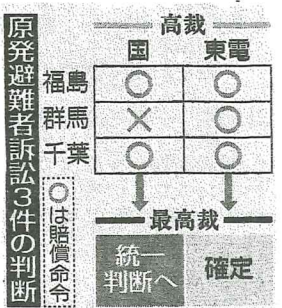 原発避難者訴訟3件の判断
○は賠償命令
高裁
国 東電
福島 ○ ○
群馬 × ○
千葉 ○ ○
最高裁
統一判断へ
確定